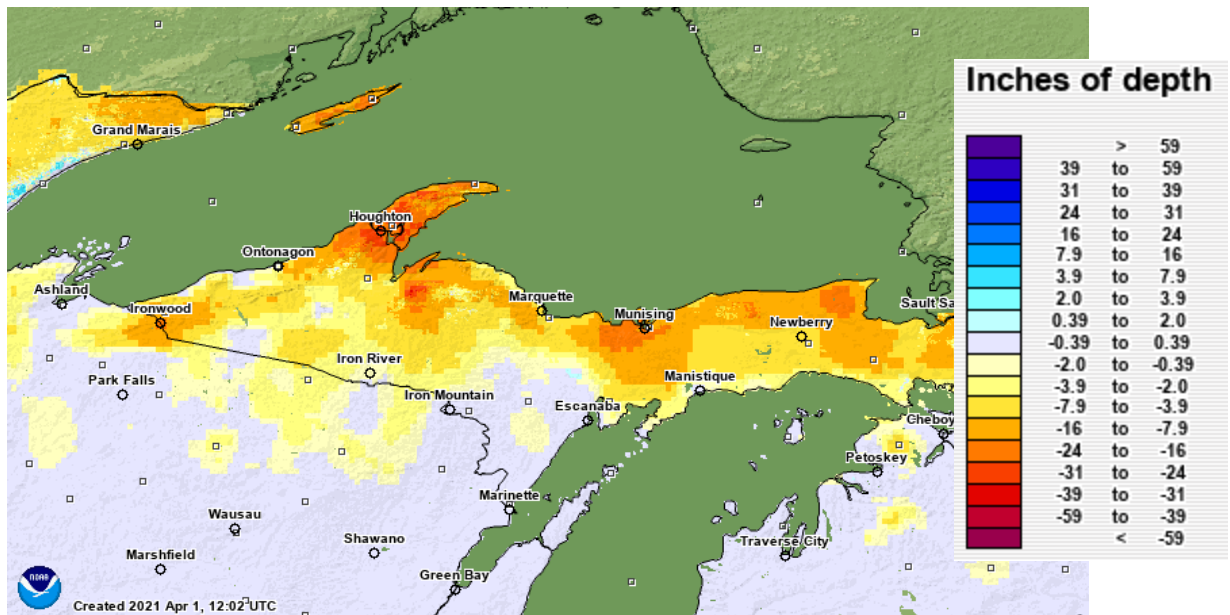 Grand Marais
Houghton
Ontonagon
Ashland
Ironwood
Marquette
Munising
Sault Sa
Newberry
Iron River
Park Falls
Manistique
Iron Mountain
Escanaba
Cheboy
Petoskey
Marinette
Wausau
Traverse City
Shawano
Marshfield
Green Bay
NOAA
Created 2021 Apr 1, 12:02 UTC
Inches of depth
> 59
39 to 59
31 to 39
24 to 31
16 to 24
7.9 to 16
3.9 to 7.9
2.0 to 3.9
0.39 to 2.0
-0.39 to 0.39
-2.0 to -0.39
-3.9 to -2.0
-7.9 to -3.9
-16 to -7.9
-24 to -16
-31 to -24
-39 to -31
-59 to -39
< -59